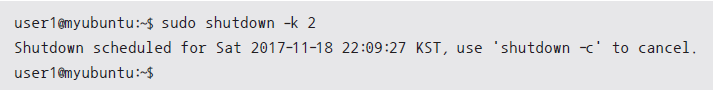 user1@myubuntu:~$ sudo shutdown -k 2
Shutdown scheduled for Sat 2017-11-18 22:09:27 KST, use 'shutdown -c' to cancel.
user1@myubuntu:~$